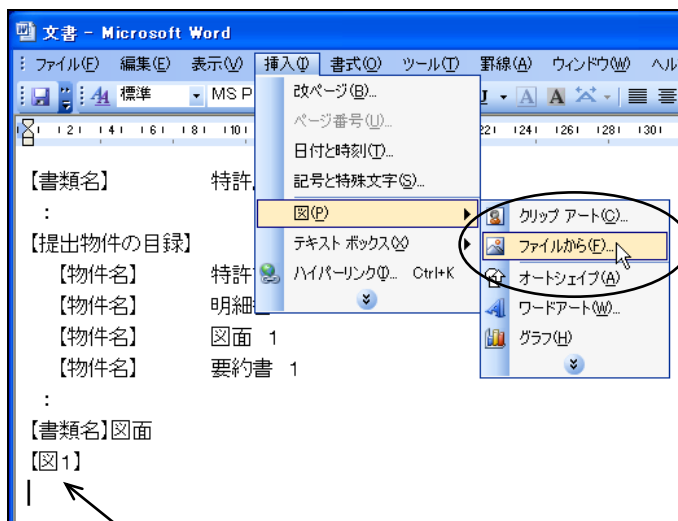 文書 - Microsoft Word
ファイル(F) 編集(E) 表示(V) 挿入(I) 書式(O) ツール(T) 罫線(A) ウィンドウ(W) ヘル
標準 MS P
改ページ(B)...
ページ番号(U)...
日付と時刻(T)...
記号と特殊文字(S)...
図(P)
テキスト ボックス(X)
ハイパーリンク(I)... Ctrl+K
クリップ アート(C)...
ファイルから(F)...
オートシェイプ(A)
ワードアート(W)...
グラフ(H)
【書類名】 特許
:
【提出物件の目録】
【物件名】 特許
【物件名】 明細
【物件名】 図面 1
【物件名】 要約書 1
:
【書類名】図面
【図1】